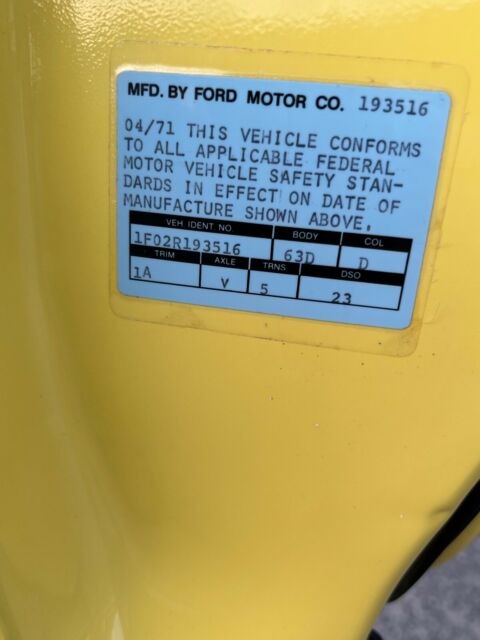 MFD. BY FORD MOTOR CO. 193516
04/71 THIS VEHICLE CONFORMS
TO ALL APPLICABLE FEDERAL
MOTOR VEHICLE SAFETY STAN-
DARDS IN EFFECT ON DATE OF
MANUFACTURE SHOWN ABOVE.
VEH. IDENT NO. BODY COL
1F02R193516 63D D
TRIM AXLE TRNS DSO
1A V 5 23